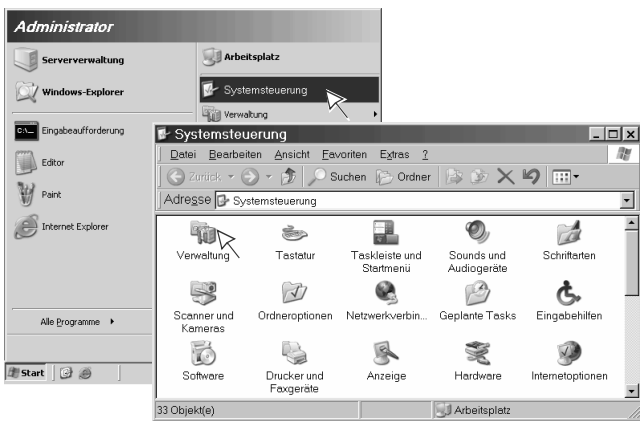 Administrator
Serververwaltung
Arbeitsplatz
Windows-Explorer
Systemsteuerung
Verwaltung
Eingabeaufforderung
Editor
Paint
Internet Explorer
Alle Programme
Start
Systemsteuerung
Datei Bearbeiten Ansicht Favoriten Extras ?
Zurück Suchen Ordner
Adresse Systemsteuerung
Verwaltung
Tastatur
Taskleiste und
Startmenü
Sounds und
Audiogeräte
Schriftarten
Scanner und
Kameras
Ordneroptionen
Netzwerkverbin...
Geplante Tasks
Eingabehilfen
Software
Drucker und
Faxgeräte
Anzeige
Hardware
Internetoptionen
33 Objekt(e)
Arbeitsplatz